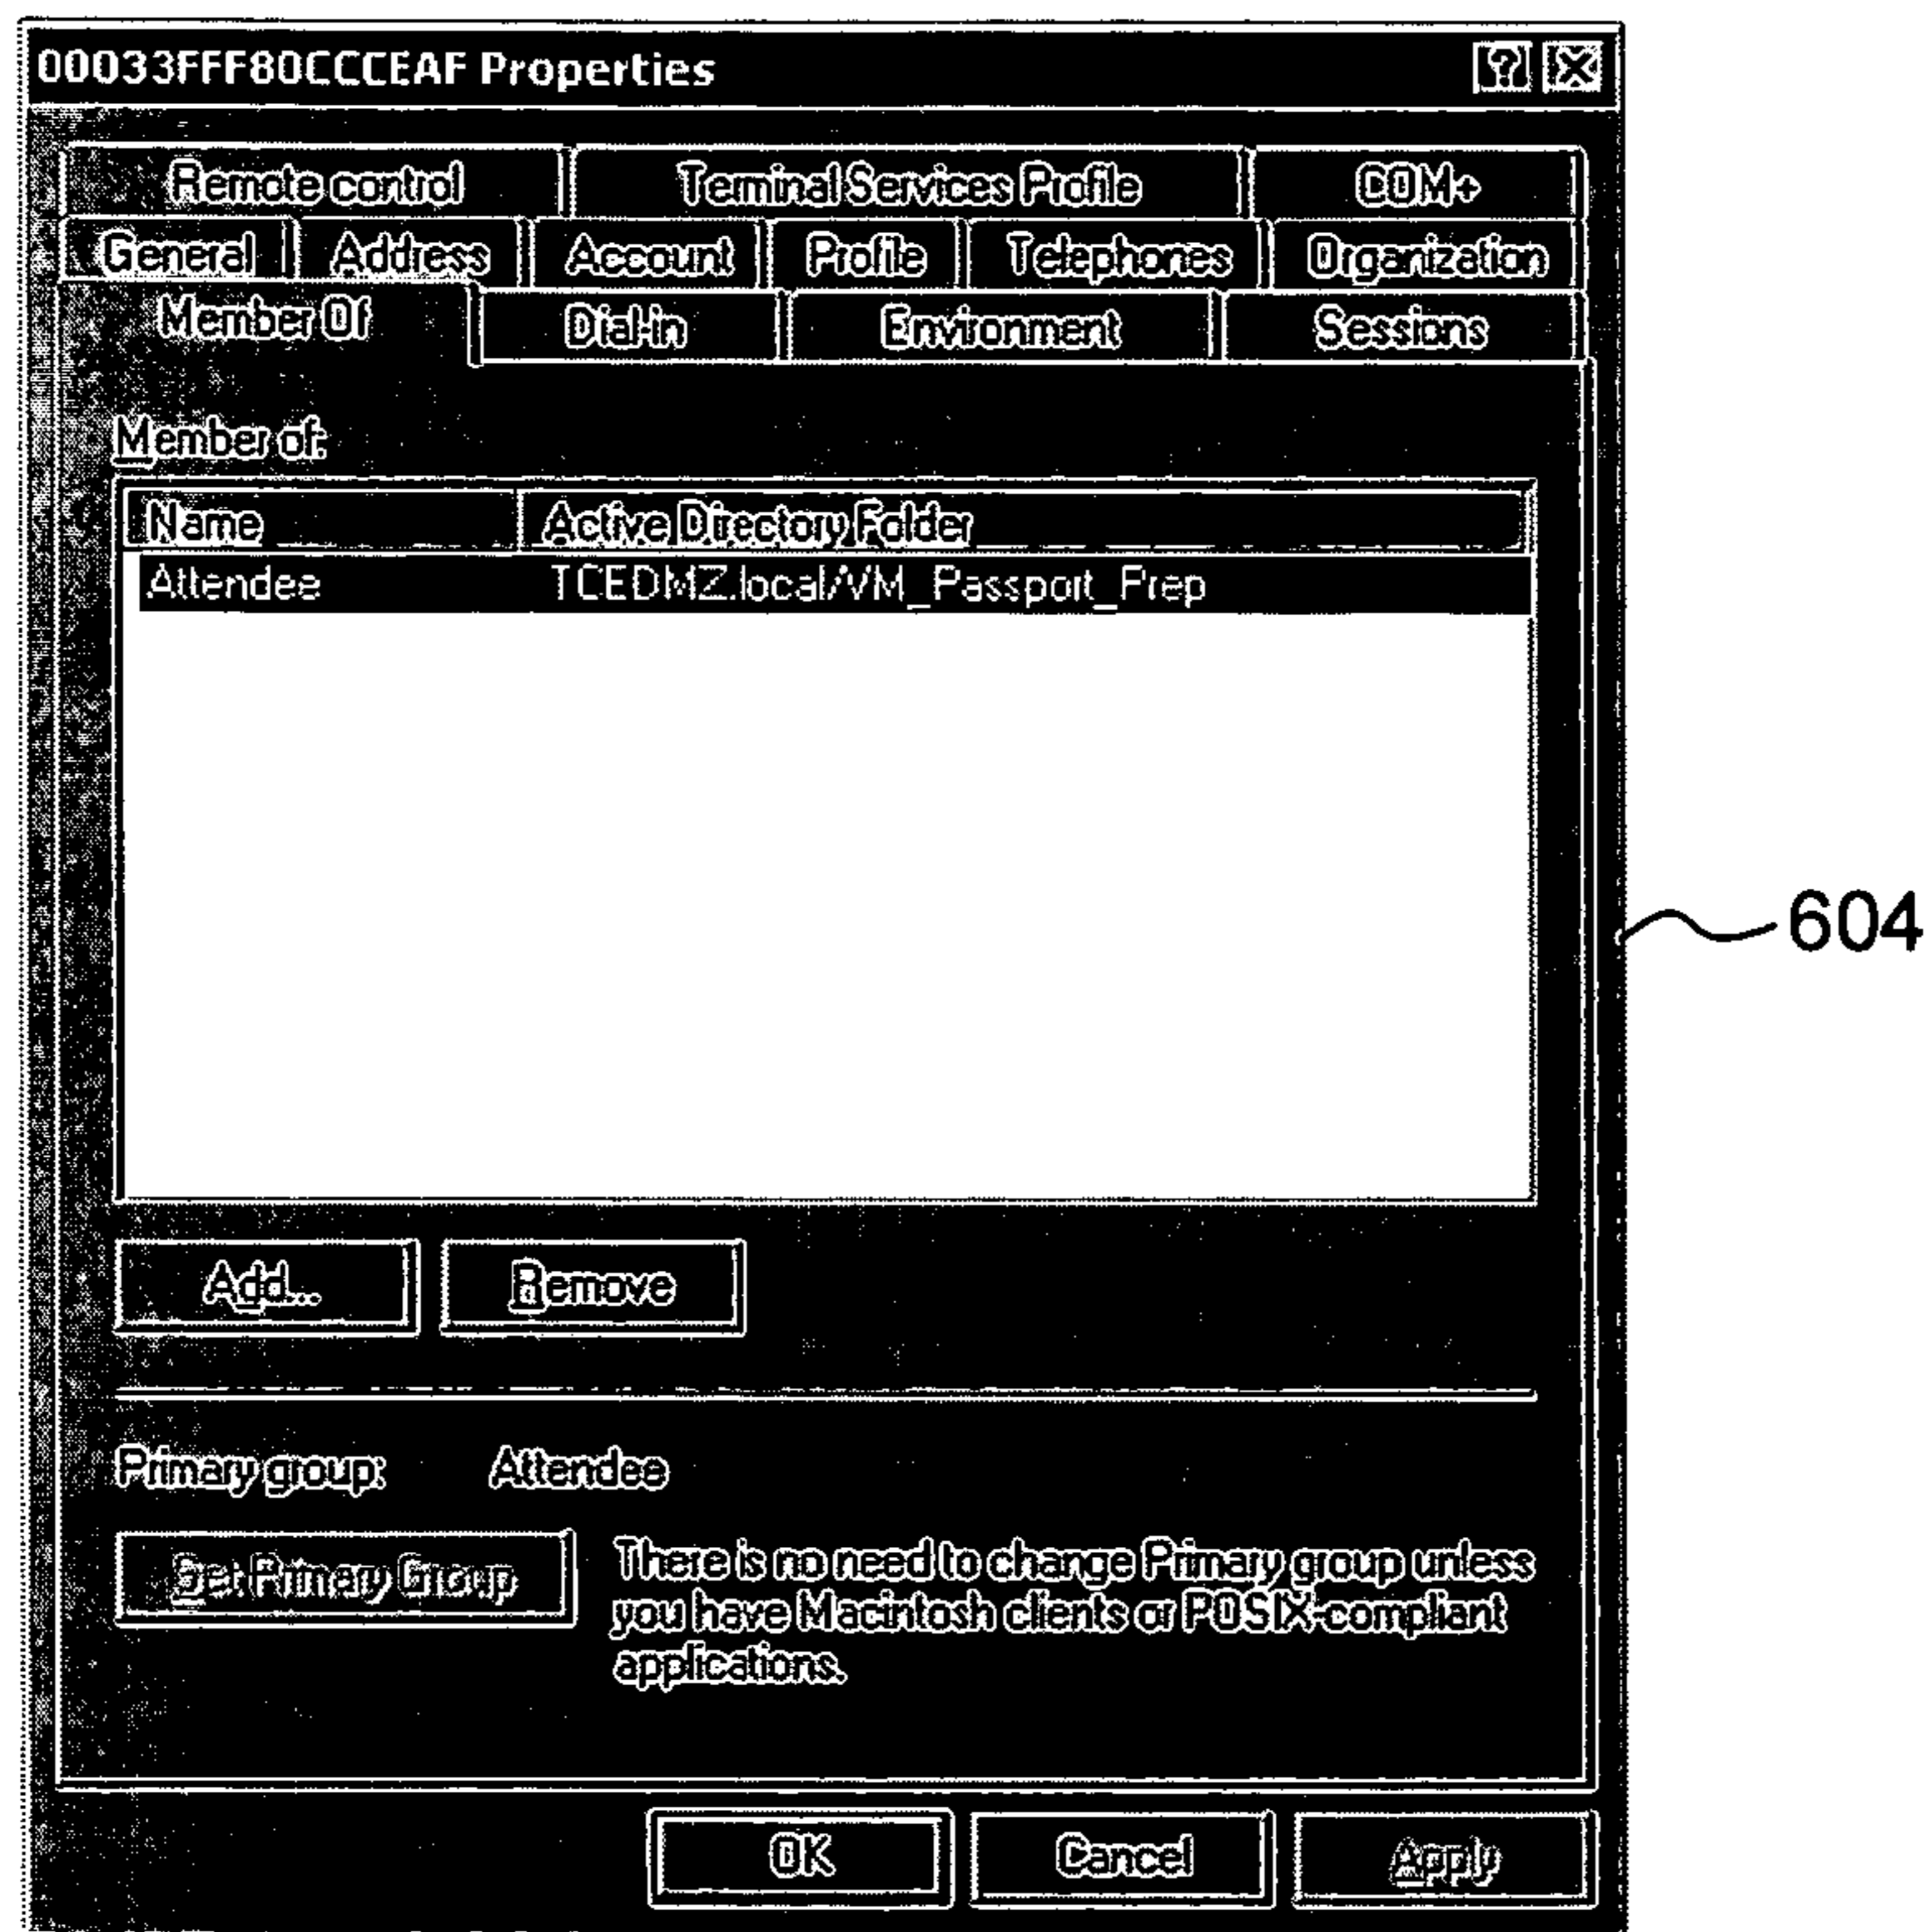 00033FFF80CCCEAF Properties
Remote control Terminal Services Profile COM+
General Address Account Profile Telephones Organization
Member Of Dial-in Environment Sessions
Member of:
Name Active Directory Folder
Attendee TCEDMZ.local/VM_Passport_Prep
604
Add... Remove
Primary group: Attendee
Set Primary Group
There is no need to change Primary group unless
you have Macintosh clients or POSIX-compliant
applications.
OK Cancel Apply